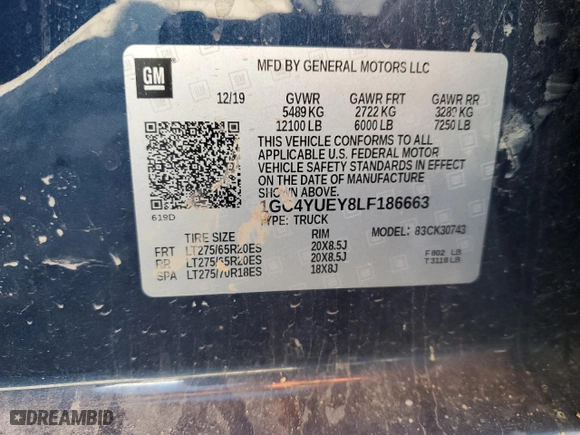 GM
MFD BY GENERAL MOTORS LLC
12/19 GVWR GAWR FRT GAWR RR
5489 KG 2722 KG 3289 KG
12100 LB 6000 LB 7250 LB
THIS VEHICLE CONFORMS TO ALL
APPLICABLE U.S. FEDERAL MOTOR
VEHICLE SAFETY STANDARDS IN EFFECT
ON THE DATE OF MANUFACTURE
SHOWN ABOVE.
1GC4YUEY8LF186663
619D
TYPE: TRUCK
TIRE SIZE RIM MODEL: 83CK30743
FRT LT275/65R20ES 20X8.5J
RR LT275/65R20ES 20X8.5J F 802 LB
SPA LT275/70R18ES 18X8J T 3118 LB
DREAMBID